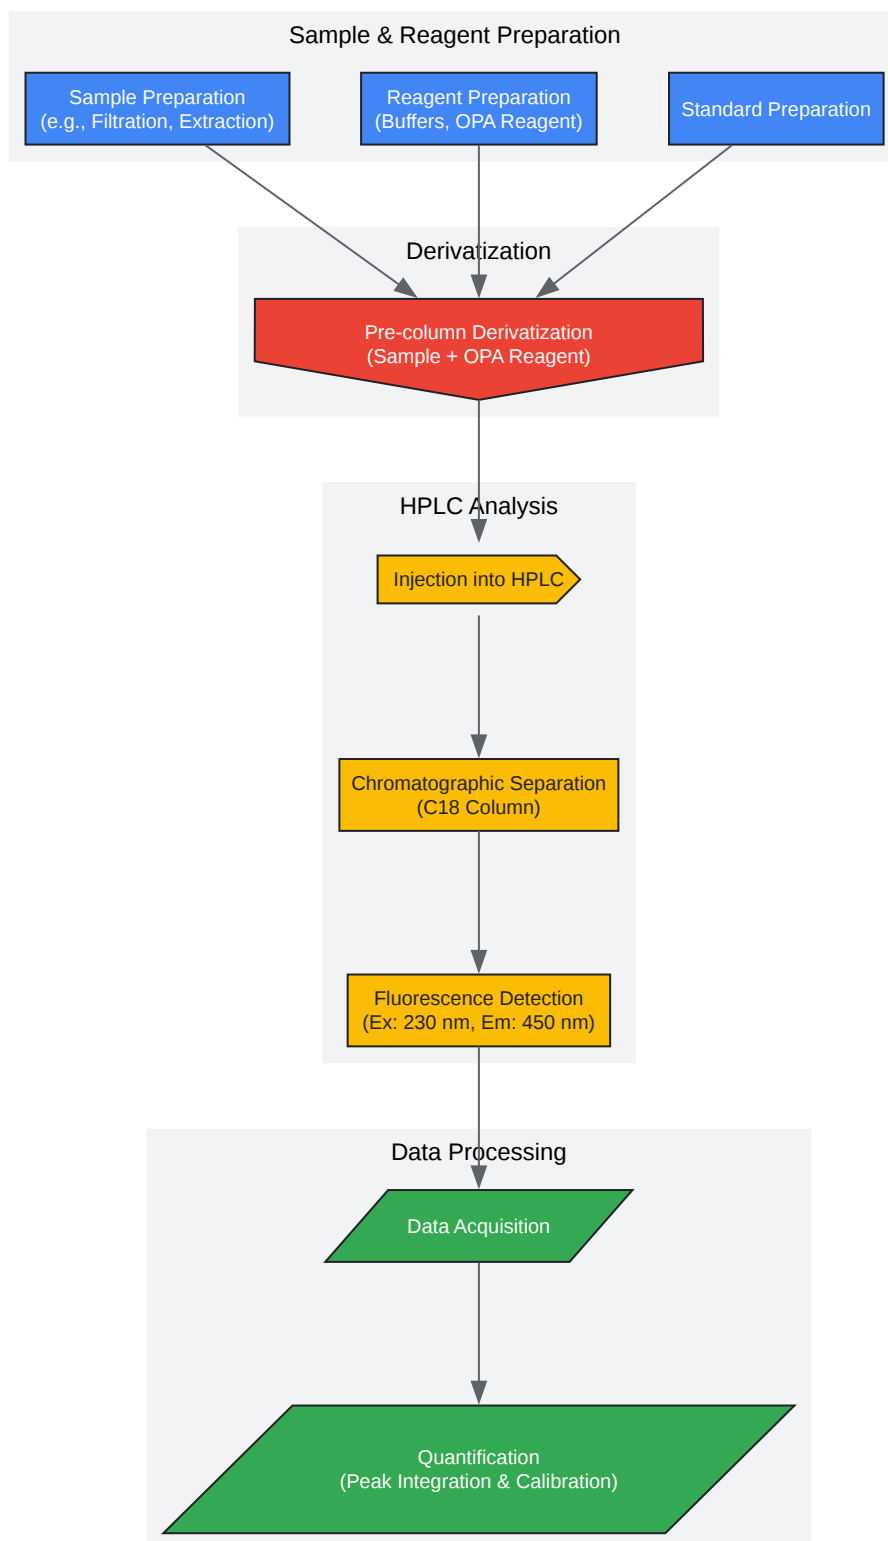 Sample & Reagent Preparation
Sample Preparation
(e.g., Filtration, Extraction)
Reagent Preparation
(Buffers, OPA Reagent)
Standard Preparation
Derivatization
Pre-column Derivatization
(Sample + OPA Reagent)
HPLC Analysis
Injection into HPLC
Chromatographic Separation
(C18 Column)
Fluorescence Detection
(Ex: 230 nm, Em: 450 nm)
Data Processing
Data Acquisition
Quantification
(Peak Integration & Calibration)